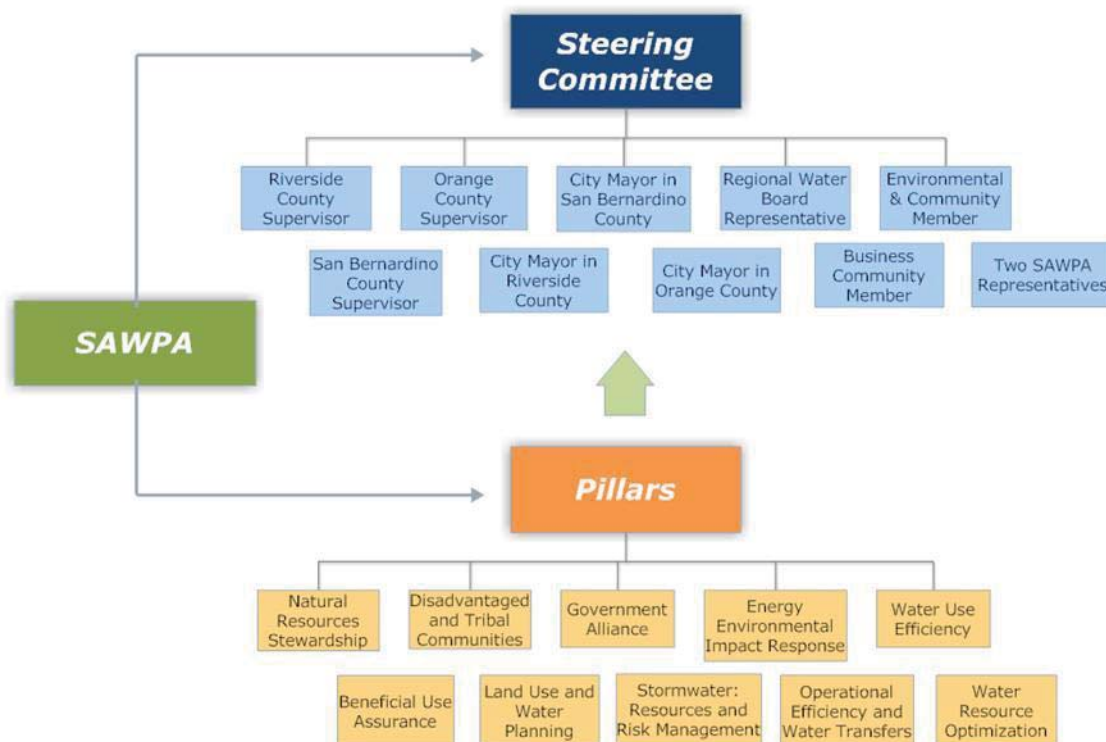 Steering
Committee
Riverside
County
Supervisor
Orange
County
Supervisor
City Mayor in
San Bernardino
County
Regional Water
Board
Representative
Environmental
& Community
Member
San Bernardino
County
Supervisor
City Mayor in
Riverside
County
City Mayor in
Orange County
Business
Community
Member
Two SAWPA
Representatives
SAWPA
Pillars
Natural
Resources
Stewardship
Disadvantaged
and Tribal
Communities
Government
Alliance
Energy
Environmental
Impact Response
Water Use
Efficiency
Beneficial Use
Assurance
Land Use and
Water
Planning
Stormwater:
Resources and
Risk Management
Operational
Efficiency and
Water Transfers
Water
Resource
Optimization